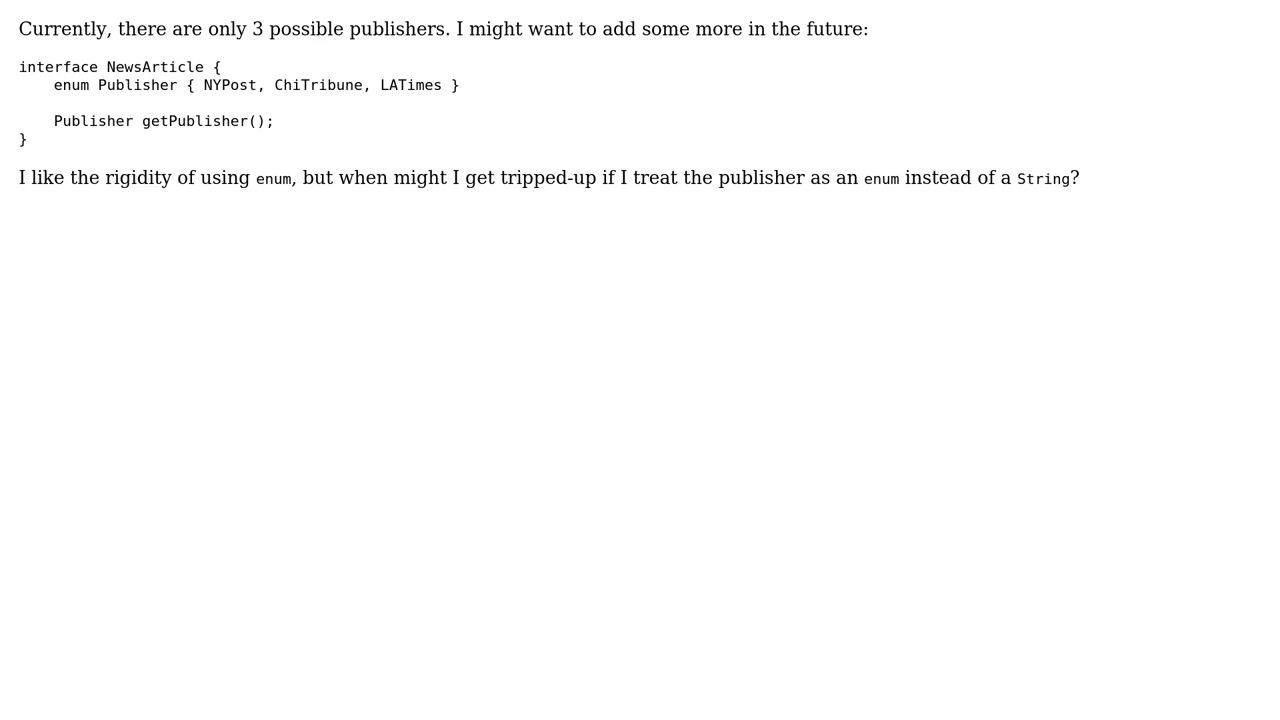 Currently, there are only 3 possible publishers. I might want to add some more in the future:
interface NewsArticle {
    enum Publisher { NYPost, ChiTribune, LATimes }
    Publisher getPublisher();
}
I like the rigidity of using enum, but when might I get tripped-up if I treat the publisher as an enum instead of a String?